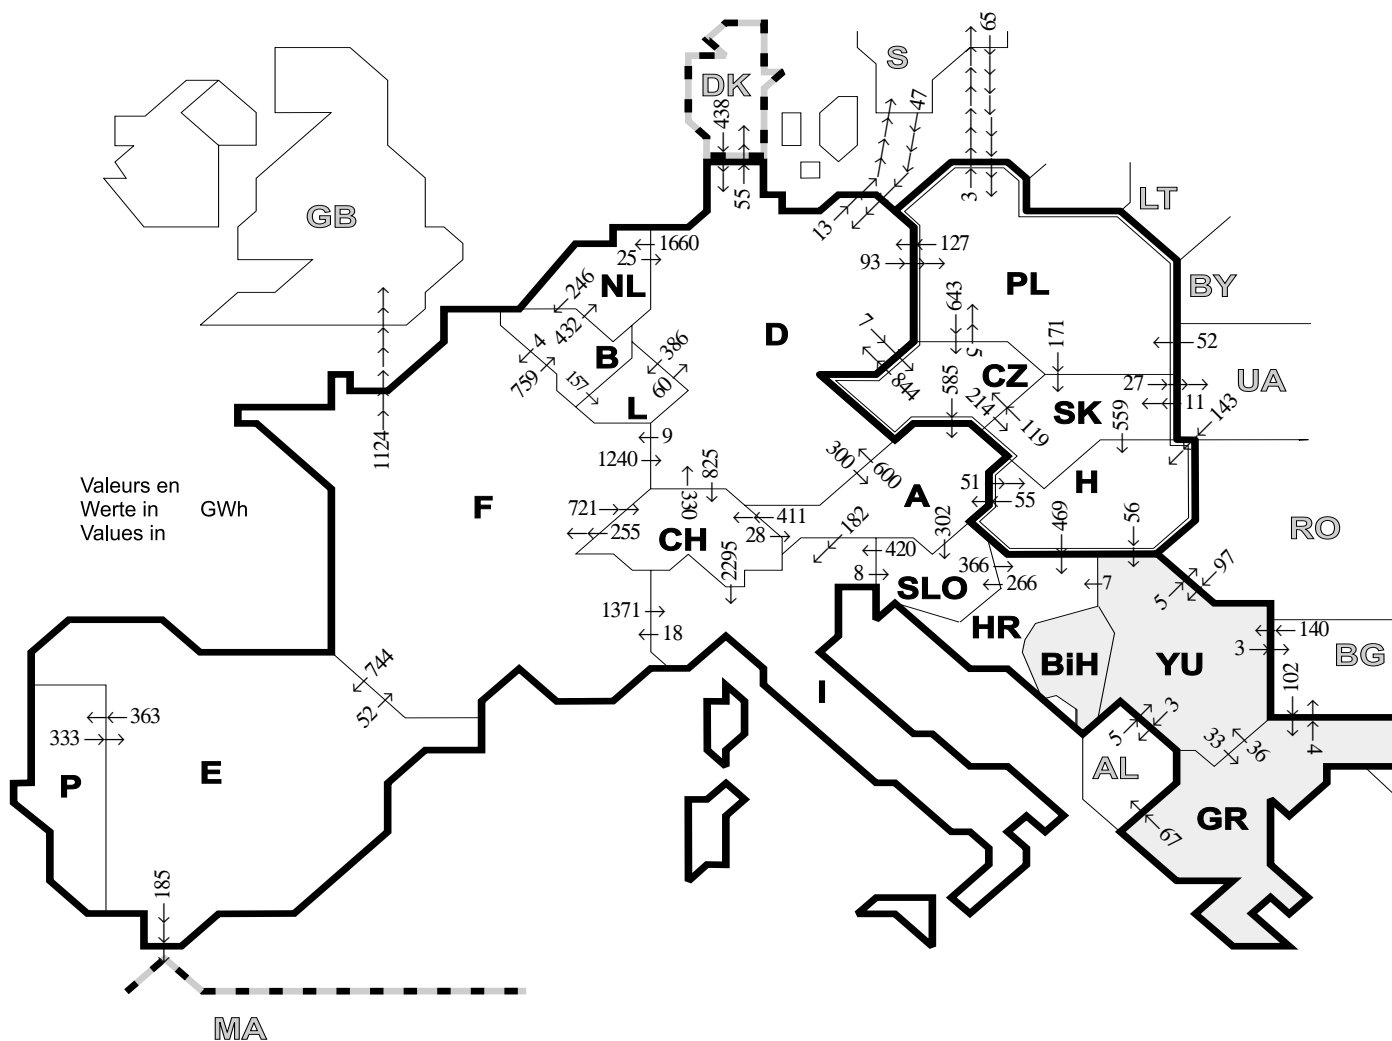 65
S
47
DK
438
55
3
13
GB
LT
BY
UA
RO
BG
1660
25
NL
246
432
B
4
759
157
L
386
60
D
127
93
PL
643
5
171
7
844
585
CZ
214
119
SK
559
52
27
11
143
H
9
1240
F
1124
Valeurs en
Werte in GWh
Values in
721
255
330
825
CH
411
28
2295
300
600
A
182
302
51
55
469
56
420
8
SLO
366
266
HR
7
BiH
YU
5
97
140
3
102
4
1371
18
I
744
52
363
333
P
E
5
3
33
36
AL
67
GR
185
MA